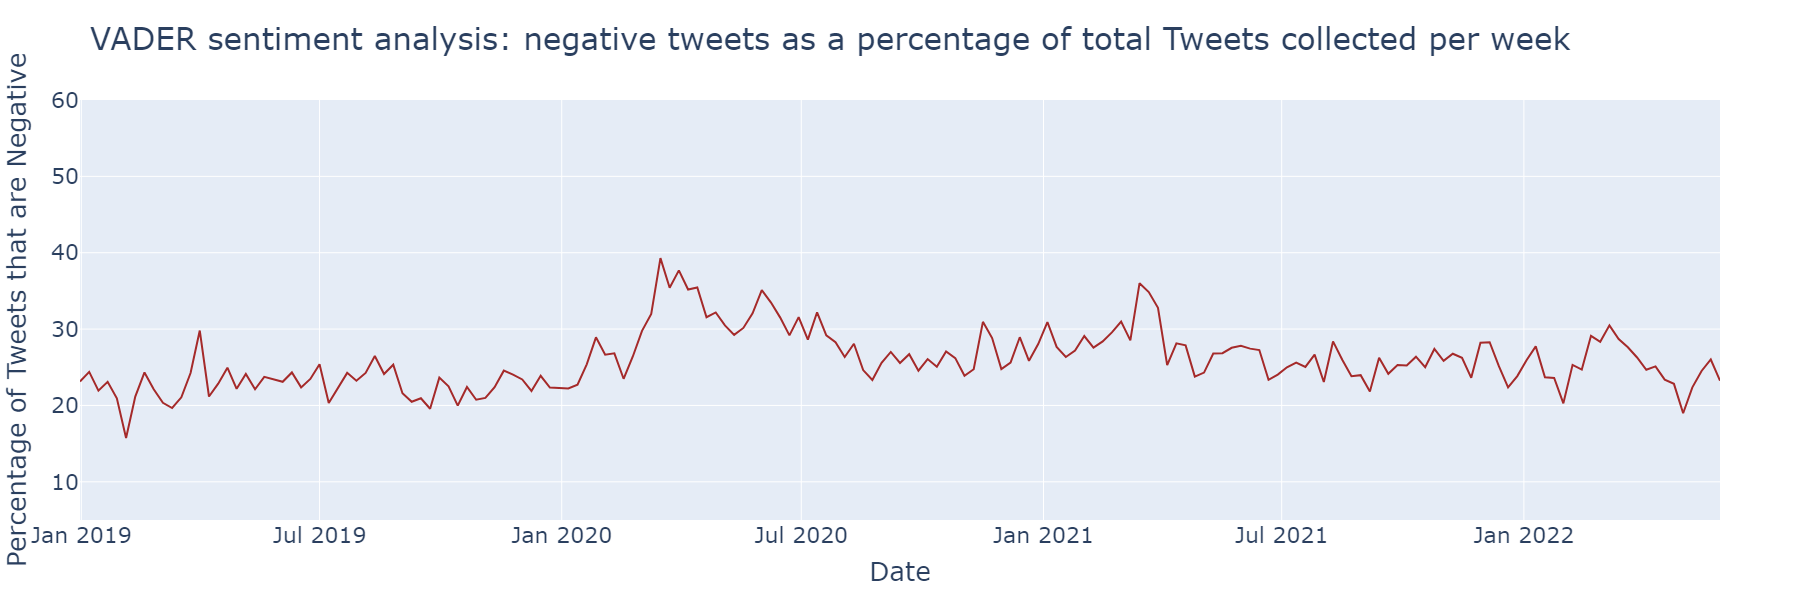 VADER sentiment analysis: negative tweets as a percentage of total Tweets collected per week
Percentage of Tweets that are Negative
60
50
40
30
20
10
Jan 2019 Jul 2019 Jan 2020 Jul 2020 Jan 2021 Jul 2021 Jan 2022
Date